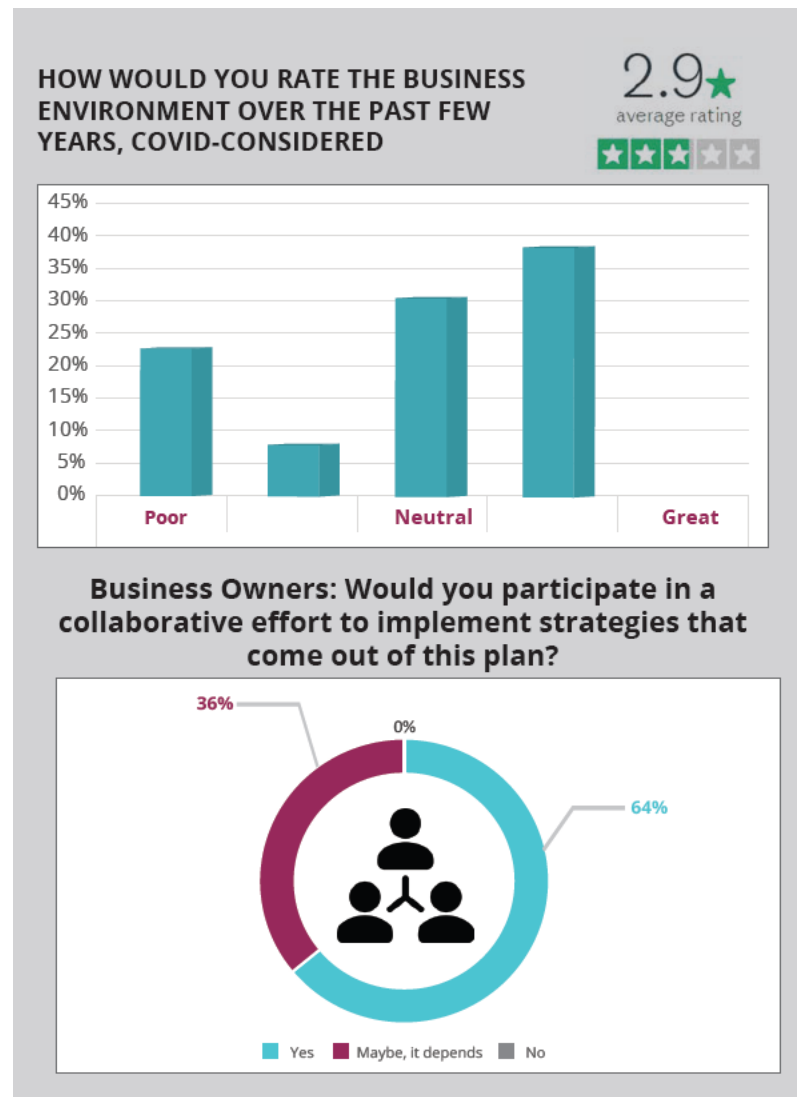 HOW WOULD YOU RATE THE BUSINESS
ENVIRONMENT OVER THE PAST FEW
YEARS, COVID-CONSIDERED
2.9
average rating
45%
40%
35%
30%
25%
20%
15%
10%
5%
0%
Poor Neutral Great
Business Owners: Would you participate in a
collaborative effort to implement strategies that
come out of this plan?
36%
0%
64%
Yes Maybe, it depends No